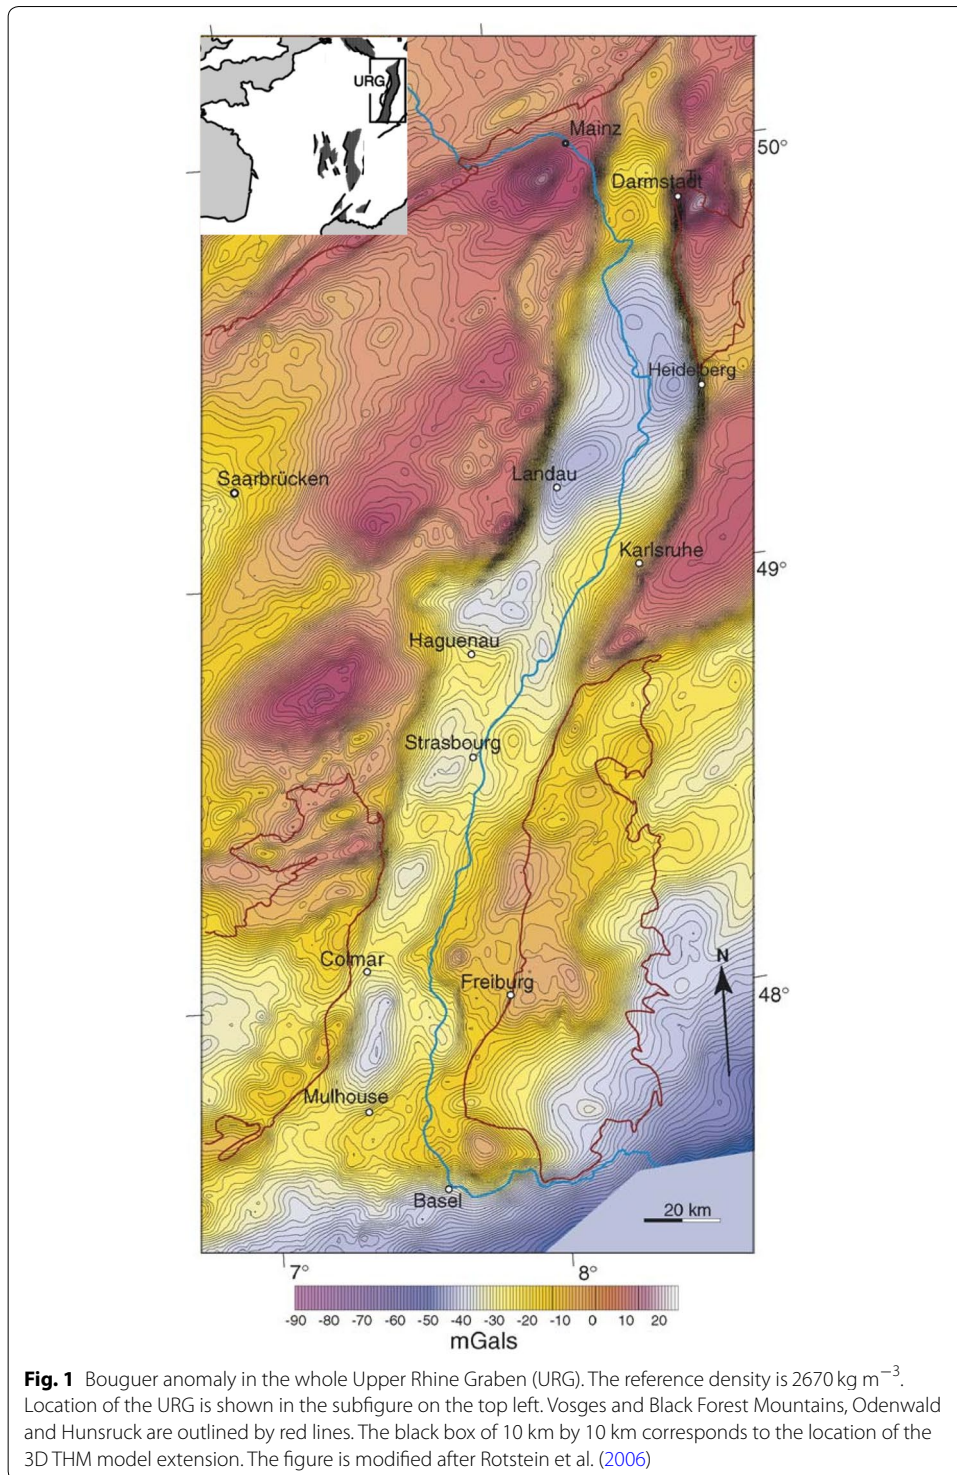 URG
Mainz
50°
Darmstadt
Heidelberg
Landau
Saarbrücken
Karlsruhe
49°
Haguenau
Strasbourg
Colmar
N
Freiburg
48°
Mulhouse
Basel
20 km
7°
8°
-90 -80 -70 -60 -50 -40 -30 -20 -10 0 10 20
mGals
Fig. 1 Bouguer anomaly in the whole Upper Rhine Graben (URG). The reference density is 2670 kg m⁻³.
Location of the URG is shown in the subfigure on the top left. Vosges and Black Forest Mountains, Odenwald
and Hunsruck are outlined by red lines. The black box of 10 km by 10 km corresponds to the location of the
3D THM model extension. The figure is modified after Rotstein et al. (2006)